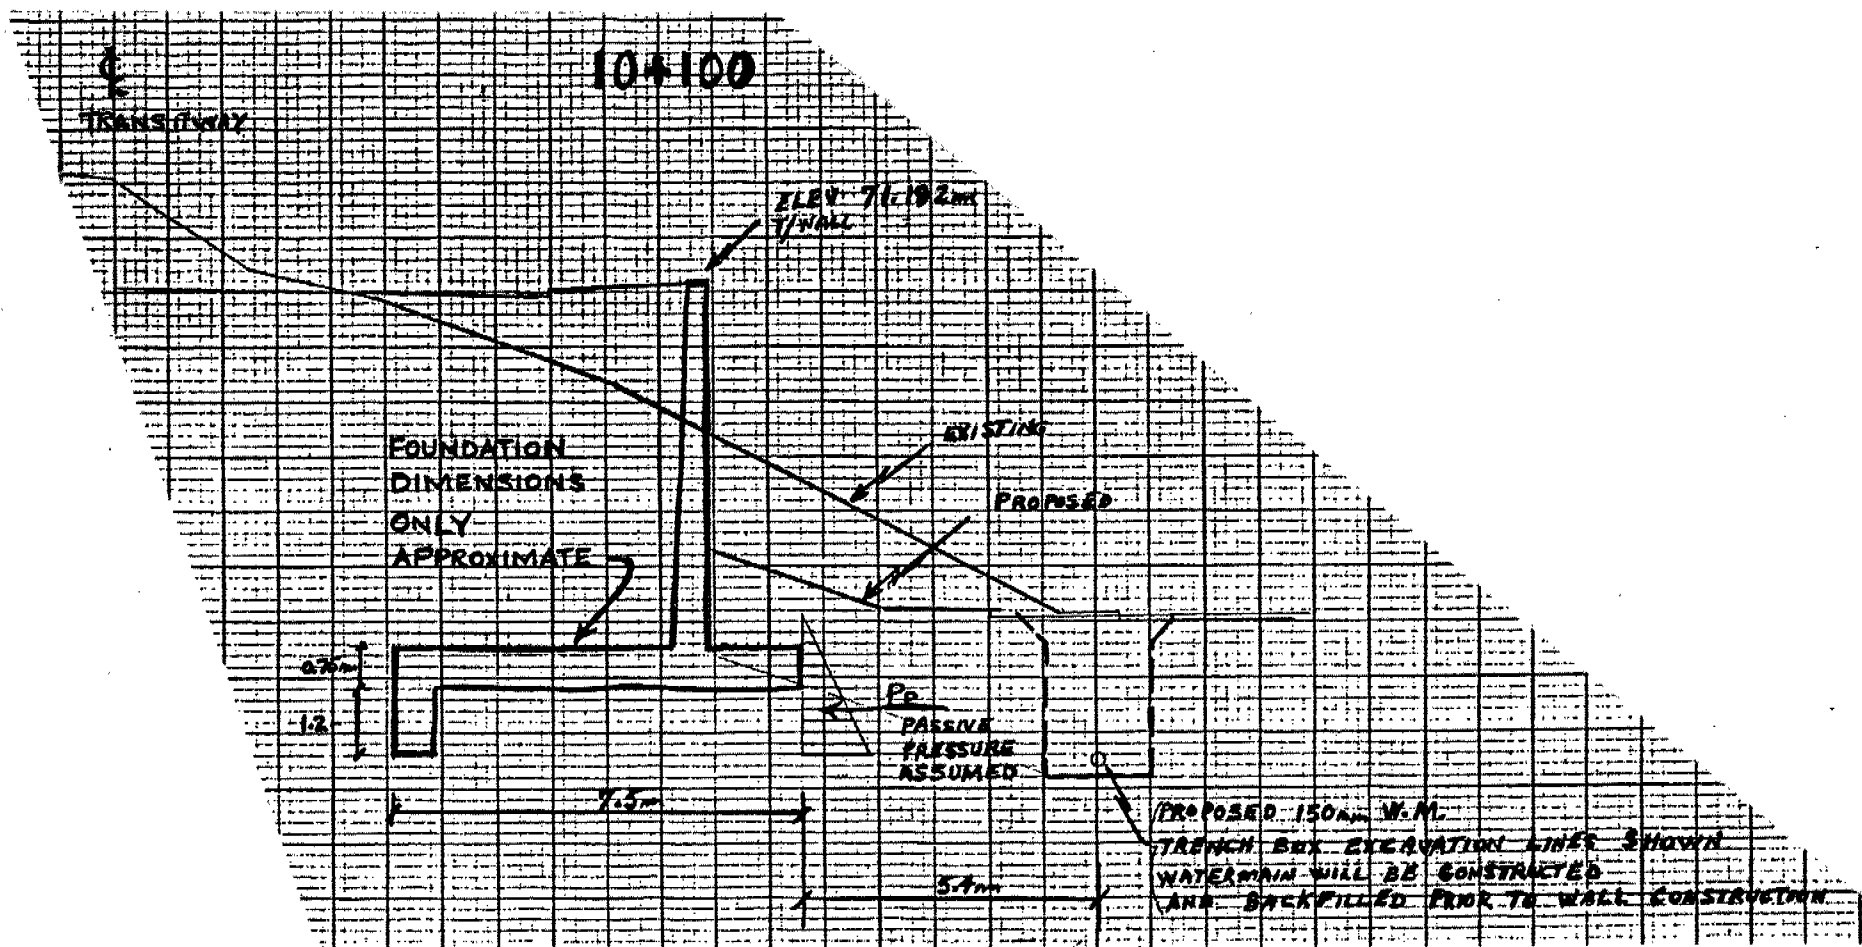 ℄
TRANSITWAY
10+100
ELEV. 71.192m
T/WALL
EXISTING
PROPOSED
FOUNDATION
DIMENSIONS
ONLY
APPROXIMATE
0.75m
1.2
Pp
PASSIVE
PRESSURE
ASSUMED
7.5m
5.4m
PROPOSED 150mm W.M.
TRENCH BOX EXCAVATION LINES SHOWN
WATERMAIN WILL BE CONSTRUCTED
AND BACKFILLED PRIOR TO WALL CONSTRUCTION